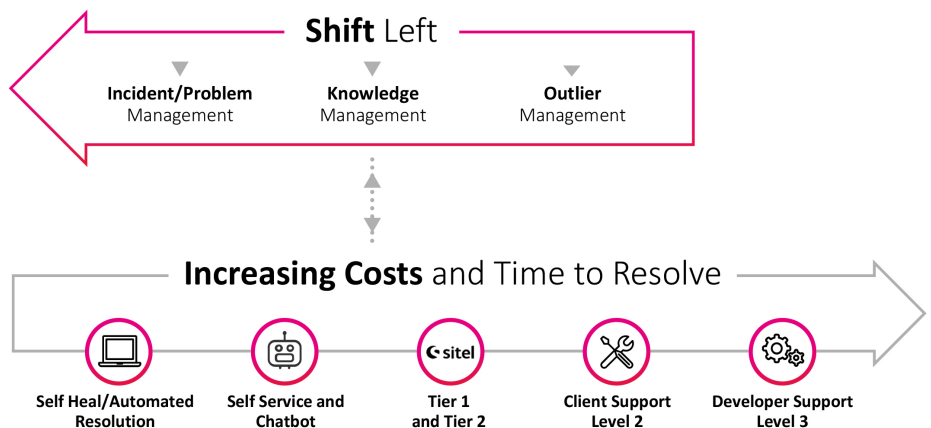 Shift Left
Incident/Problem
Management
Knowledge
Management
Outlier
Management
Increasing Costs and Time to Resolve
sitel
Self Heal/Automated
Resolution
Self Service and
Chatbot
Tier 1
and Tier 2
Client Support
Level 2
Developer Support
Level 3